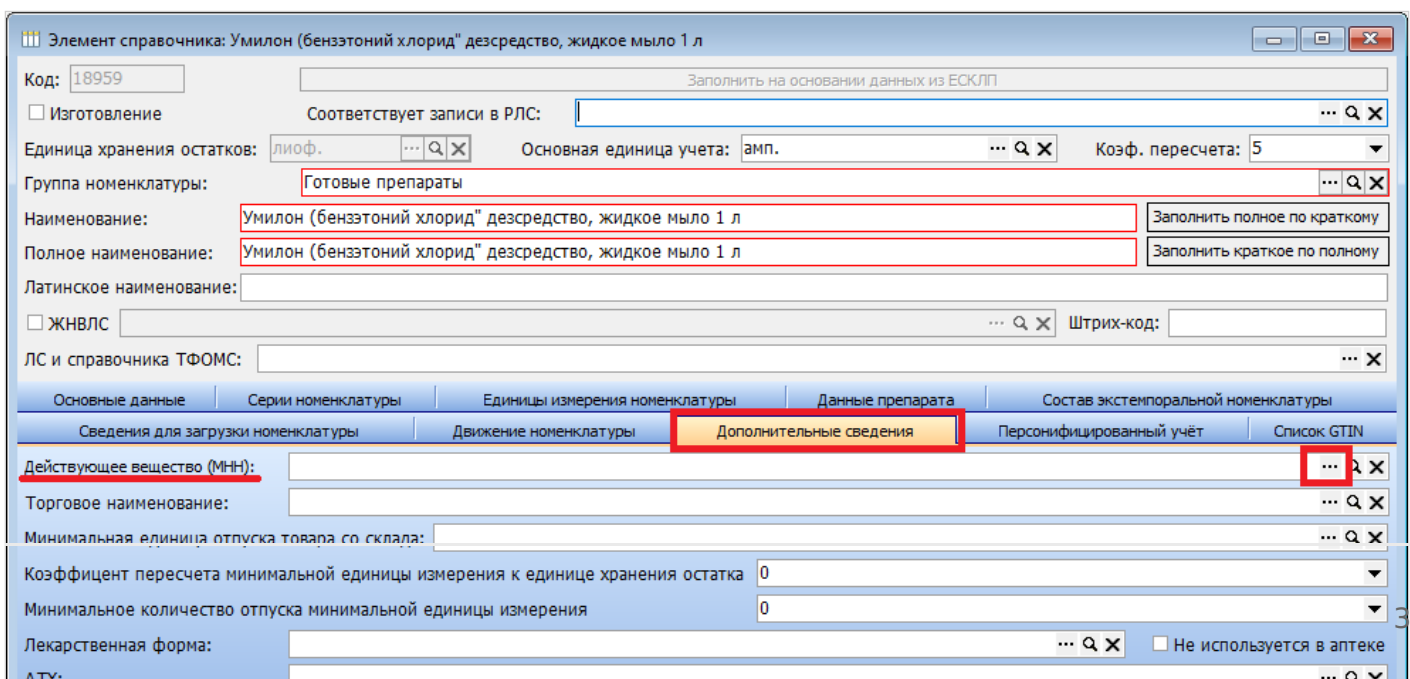 Элемент справочника: Умилон (бензэтоний хлорид" дезсредство, жидкое мыло 1 л
Код: 18959 Заполнить на основании данных из ЕСКЛП
Изготовление Соответствует записи в РЛС:
Единица хранения остатков: лиоф. Основная единица учета: амп. Коэф. пересчета: 5
Группа номенклатуры: Готовые препараты
Наименование: Умилон (бензэтоний хлорид" дезсредство, жидкое мыло 1 л Заполнить полное по краткому
Полное наименование: Умилон (бензэтоний хлорид" дезсредство, жидкое мыло 1 л Заполнить краткое по полному
Латинское наименование:
ЖНВЛС Штрих-код:
ЛС и справочника ТФОМС:
Основные данные Серии номенклатуры Единицы измерения номенклатуры Данные препарата Состав экстемпоральной номенклатуры
Сведения для загрузки номенклатуры Движение номенклатуры Дополнительные сведения Персонифицированный учёт Список GTIN
Действующее вещество (МНН):
Торговое наименование:
Минимальная единица отпуска товара со склада:
Коэффицент пересчета минимальной единицы измерения к единице хранения остатка 0
Минимальное количество отпуска минимальной единицы измерения 0
3
Лекарственная форма: Не используется в аптеке
АТХ: